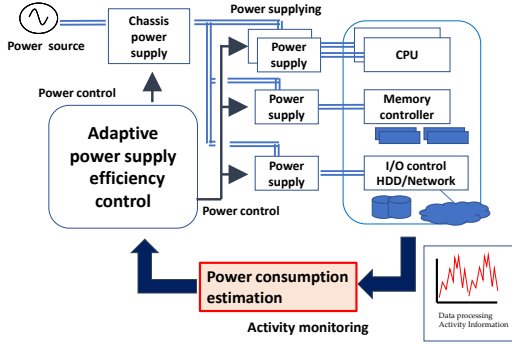 Power supplying
Chassis
power
supply
Power
supply
CPU
Power source
Power control
Power
supply
Memory
controller
Adaptive
power supply
efficiency
control
Power
supply
I/O control
HDD/Network
Power control
Power consumption
estimation
Activity monitoring
Data processing
Activity Information